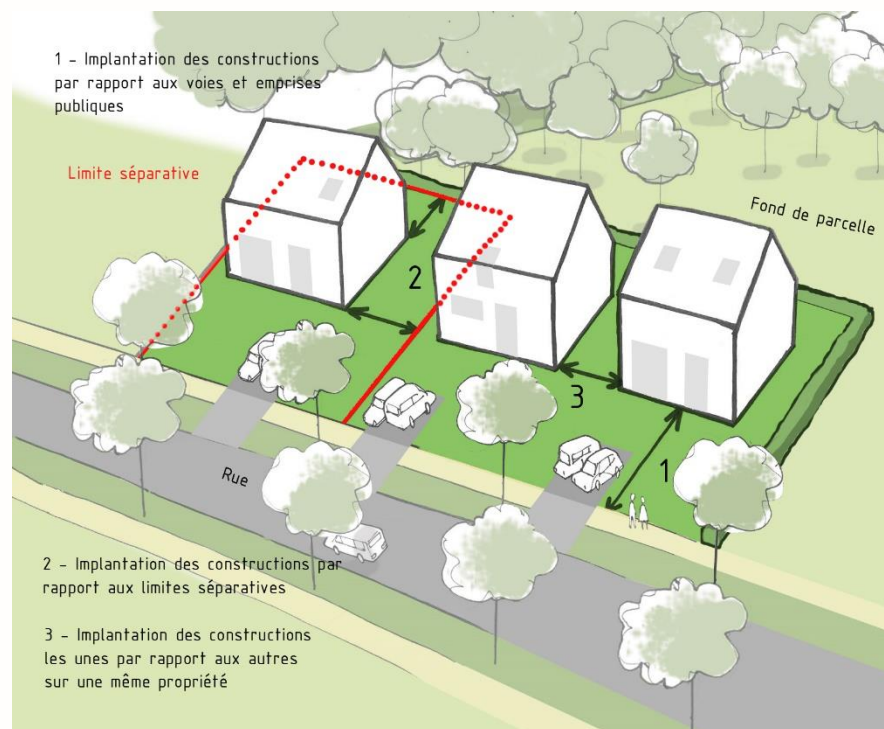 1 - Implantation des constructions
par rapport aux voies et emprises
publiques
Limite séparative
Fond de parcelle
2
3
1
Rue
2 - Implantation des constructions par
rapport aux limites séparatives
3 - Implantation des constructions
les unes par rapport aux autres
sur une même propriété